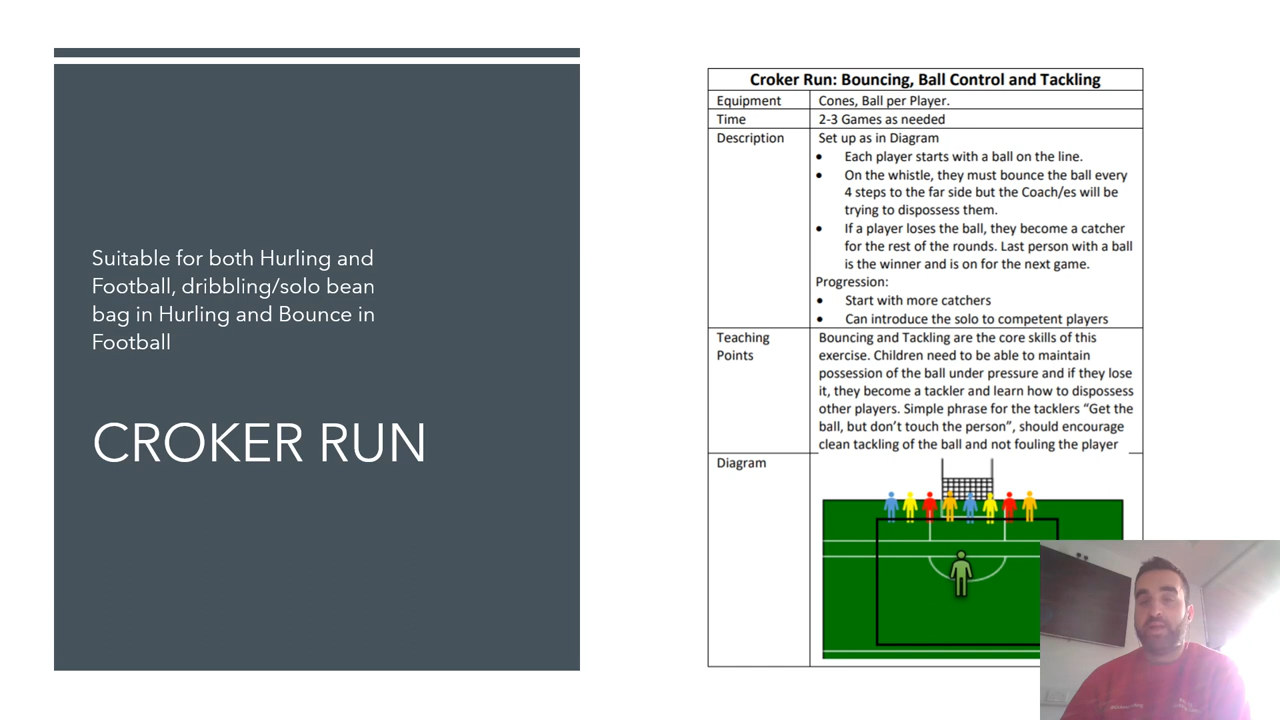 Suitable for both Hurling and
Football, dribbling/solo bean
bag in Hurling and Bounce in
Football
CROKER RUN
Croker Run: Bouncing, Ball Control and Tackling
Equipment
Cones, Ball per Player.
Time
2-3 Games as needed
Description
Set up as in Diagram
• Each player starts with a ball on the line.
• On the whistle, they must bounce the ball every
4 steps to the far side but the Coach/es will be
trying to dispossess them.
• If a player loses the ball, they become a catcher
for the rest of the rounds. Last person with a ball
is the winner and is on for the next game.
Progression:
• Start with more catchers
• Can introduce the solo to competent players
Teaching
Points
Bouncing and Tackling are the core skills of this
exercise. Children need to be able to maintain
possession of the ball under pressure and if they lose
it, they become a tackler and learn how to dispossess
other players. Simple phrase for the tacklers “Get the
ball, but don’t touch the person”, should encourage
clean tackling of the ball and not fouling the player
Diagram